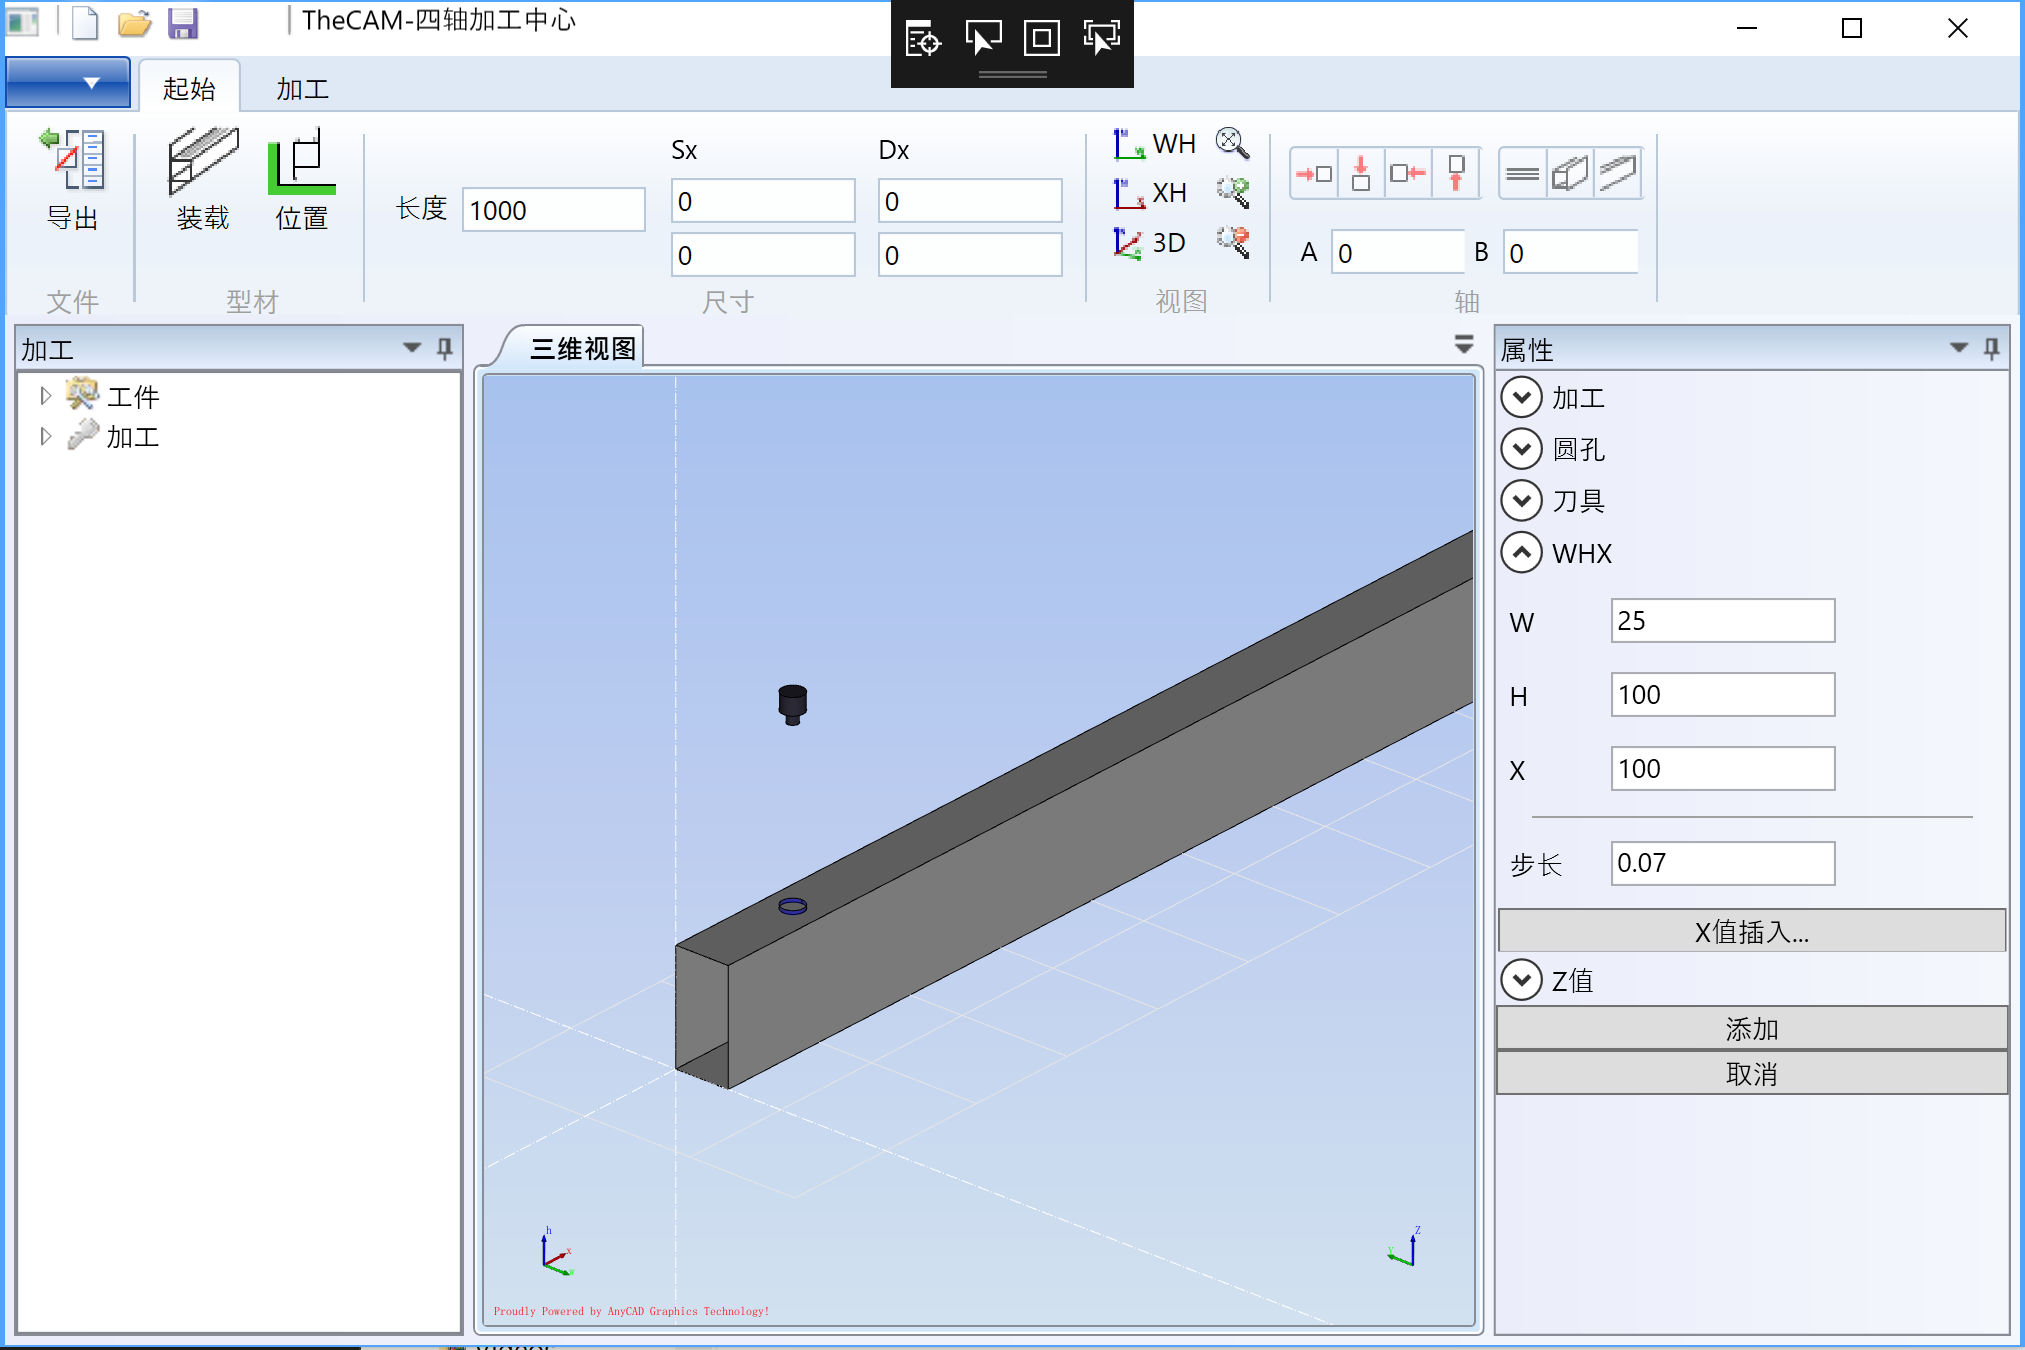 TheCAM-四轴加工中心
起始 加工
导出
装载
位置
长度 1000
Sx
0
0
Dx
0
0
WH
XH
3D
A 0 B 0
文件 型材 尺寸 视图 轴
加工
工件
加工
三维视图
h
x
Z
Y
Proudly Powered by AnyCAD Graphics Technology!
属性
加工
圆孔
刀具
WHX
W 25
H 100
X 100
步长 0.07
X值插入...
Z值
添加
取消